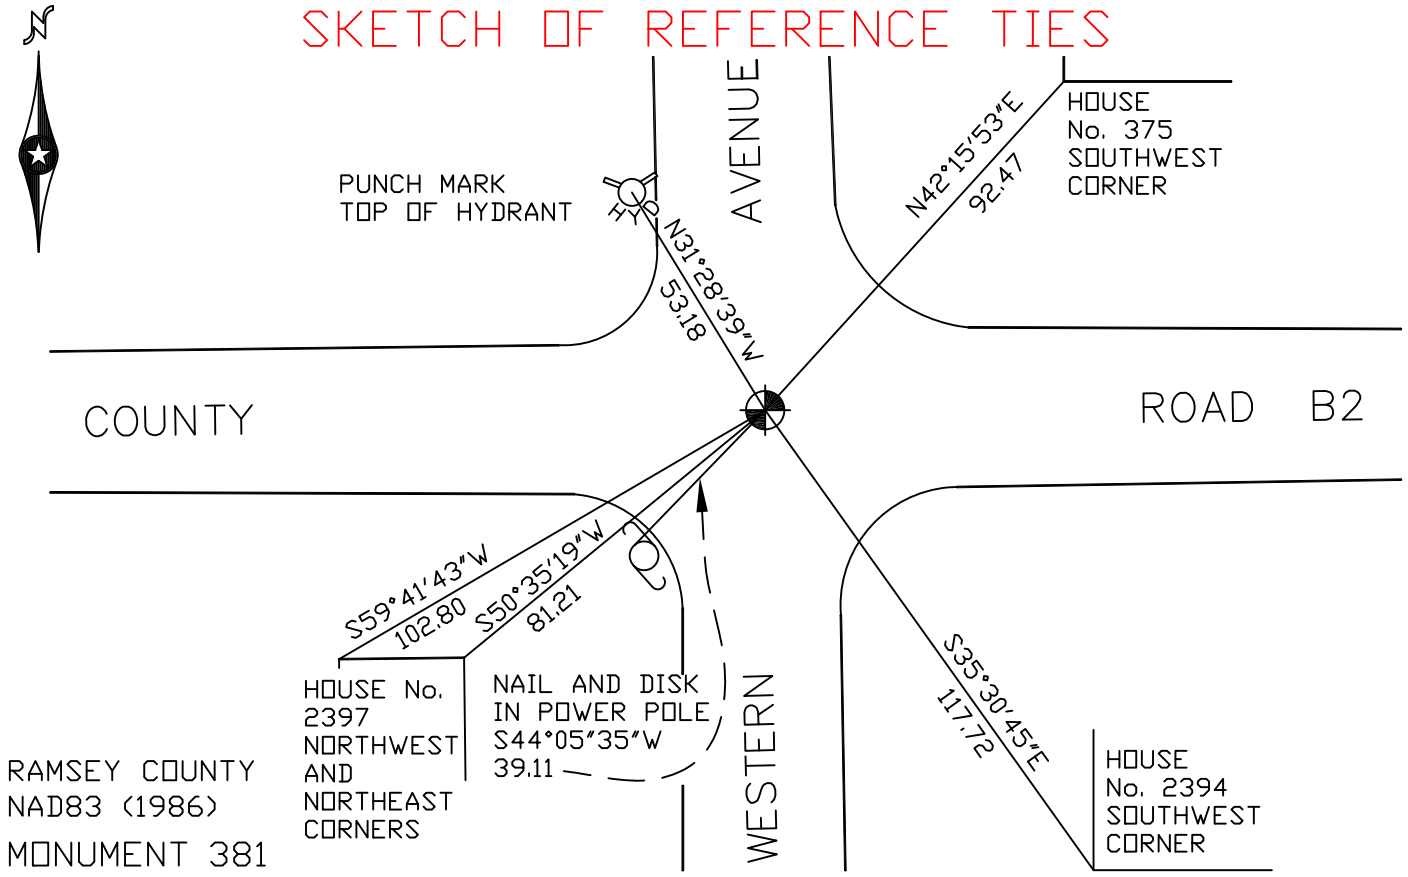 N
SKETCH OF REFERENCE TIES
AVENUE
HOUSE
No. 375
SOUTHWEST
CORNER
N42°15'53"E
92.47
PUNCH MARK
TOP OF HYDRANT
HYD
N31°28'39"W
53.18
COUNTY
ROAD B2
S59°41'43"W
102.80
S50°35'19"W
81.21
HOUSE No.
2397
NORTHWEST
AND
NORTHEAST
CORNERS
NAIL AND DISK
IN POWER POLE
S44°05"35"W
39.11
WESTERN
S35°30'45"E
117.72
HOUSE
No. 2394
SOUTHWEST
CORNER
RAMSEY COUNTY
NAD83 (1986)
MONUMENT 381